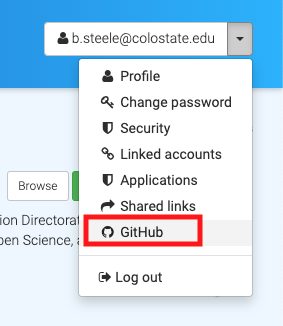 b.steele@colostate.edu
Profile
Change password
Security
Linked accounts
Browse
Applications
Shared links
ion Directorat
GitHub
pen Science, a
Log out